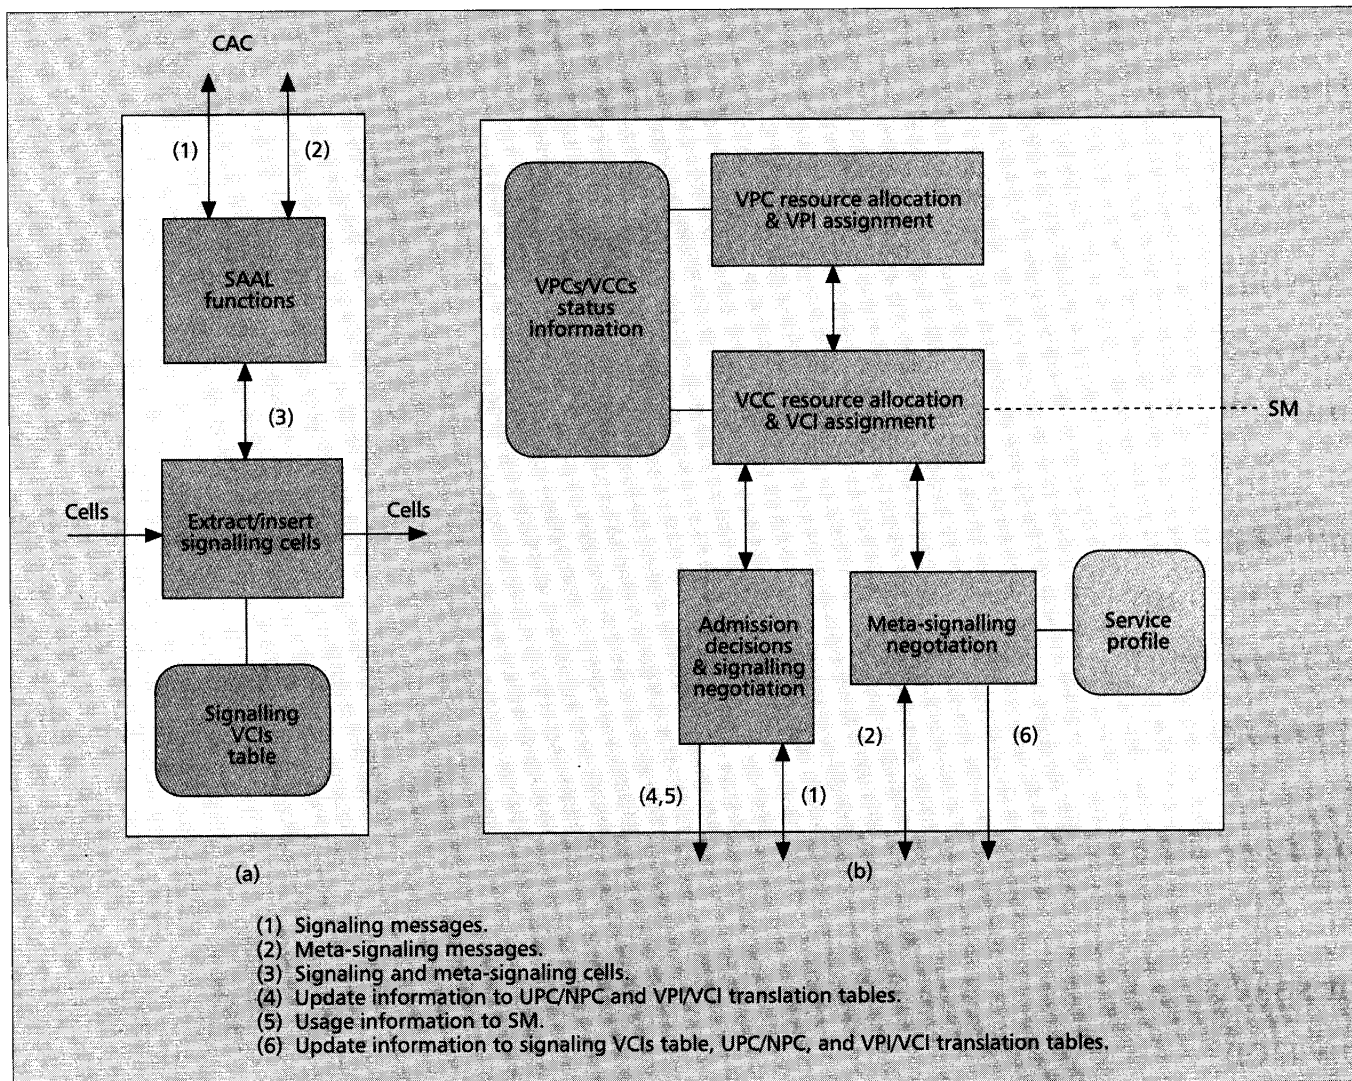 CAC
(1)
(2)
SAAL
functions
(3)
Cells
Extract/insert
signalling cells
Cells
Signalling
VCIs
table
(a)
VPCs/VCCs
status
information
VPC resource allocation
& VPI assignment
VCC resource allocation
& VCI assignment
SM
Admission
decisions
& signalling
negotiation
Meta-signalling
negotiation
Service
profile
(4,5)
(1)
(2)
(6)
(b)
(1) Signaling messages.
(2) Meta-signaling messages.
(3) Signaling and meta-signaling cells.
(4) Update information to UPC/NPC and VPI/VCI translation tables.
(5) Usage information to SM.
(6) Update information to signaling VCIs table, UPC/NPC, and VPI/VCI translation tables.